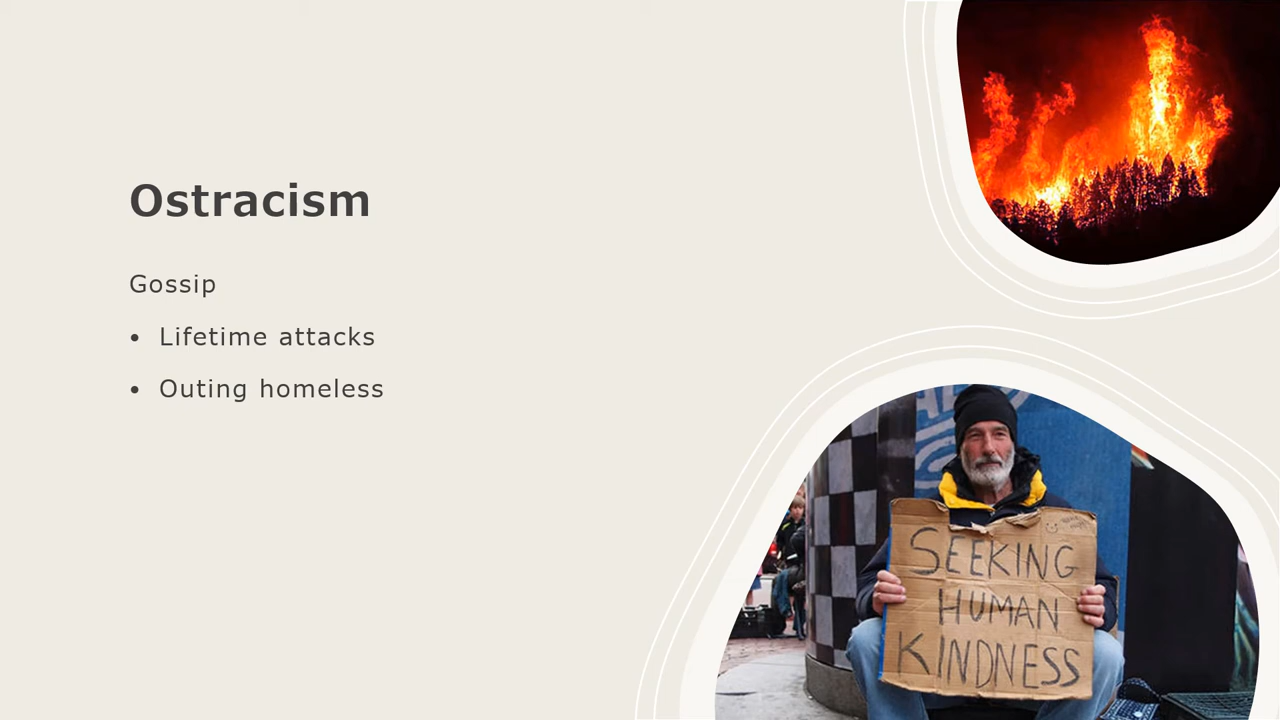 Ostracism
Gossip
• Lifetime attacks
• Outing homeless
SEEKING
HUMAN
KINDNESS